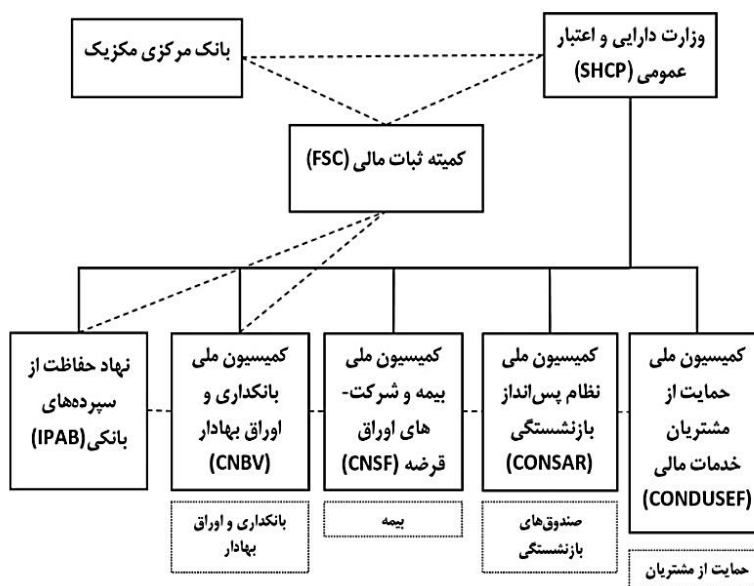 وزارت دارایی و اعتبار
عمومی (SHCP)
بانک مرکزی مکزیک
کمیته ثبات مالی (FSC)
کمیسیون ملی
حمایت از
مشتریان
خدمات مالی
(CONDUSEF)
کمیسیون ملی
نظام پس‌انداز
بازنشستگی
(CONSAR)
کمیسیون ملی
بیمه و شرکت-
های اوراق
قرضه (CNSF)
کمیسیون ملی
بانکداری و
اوراق بهادار
(CNBV)
نهاد حفاظت از
سپرده‌های
بانکی(IPAB)
حمایت از مشتریان
صندوق‌های
بازنشستگی
بیمه
بانکداری و اوراق
بهادار